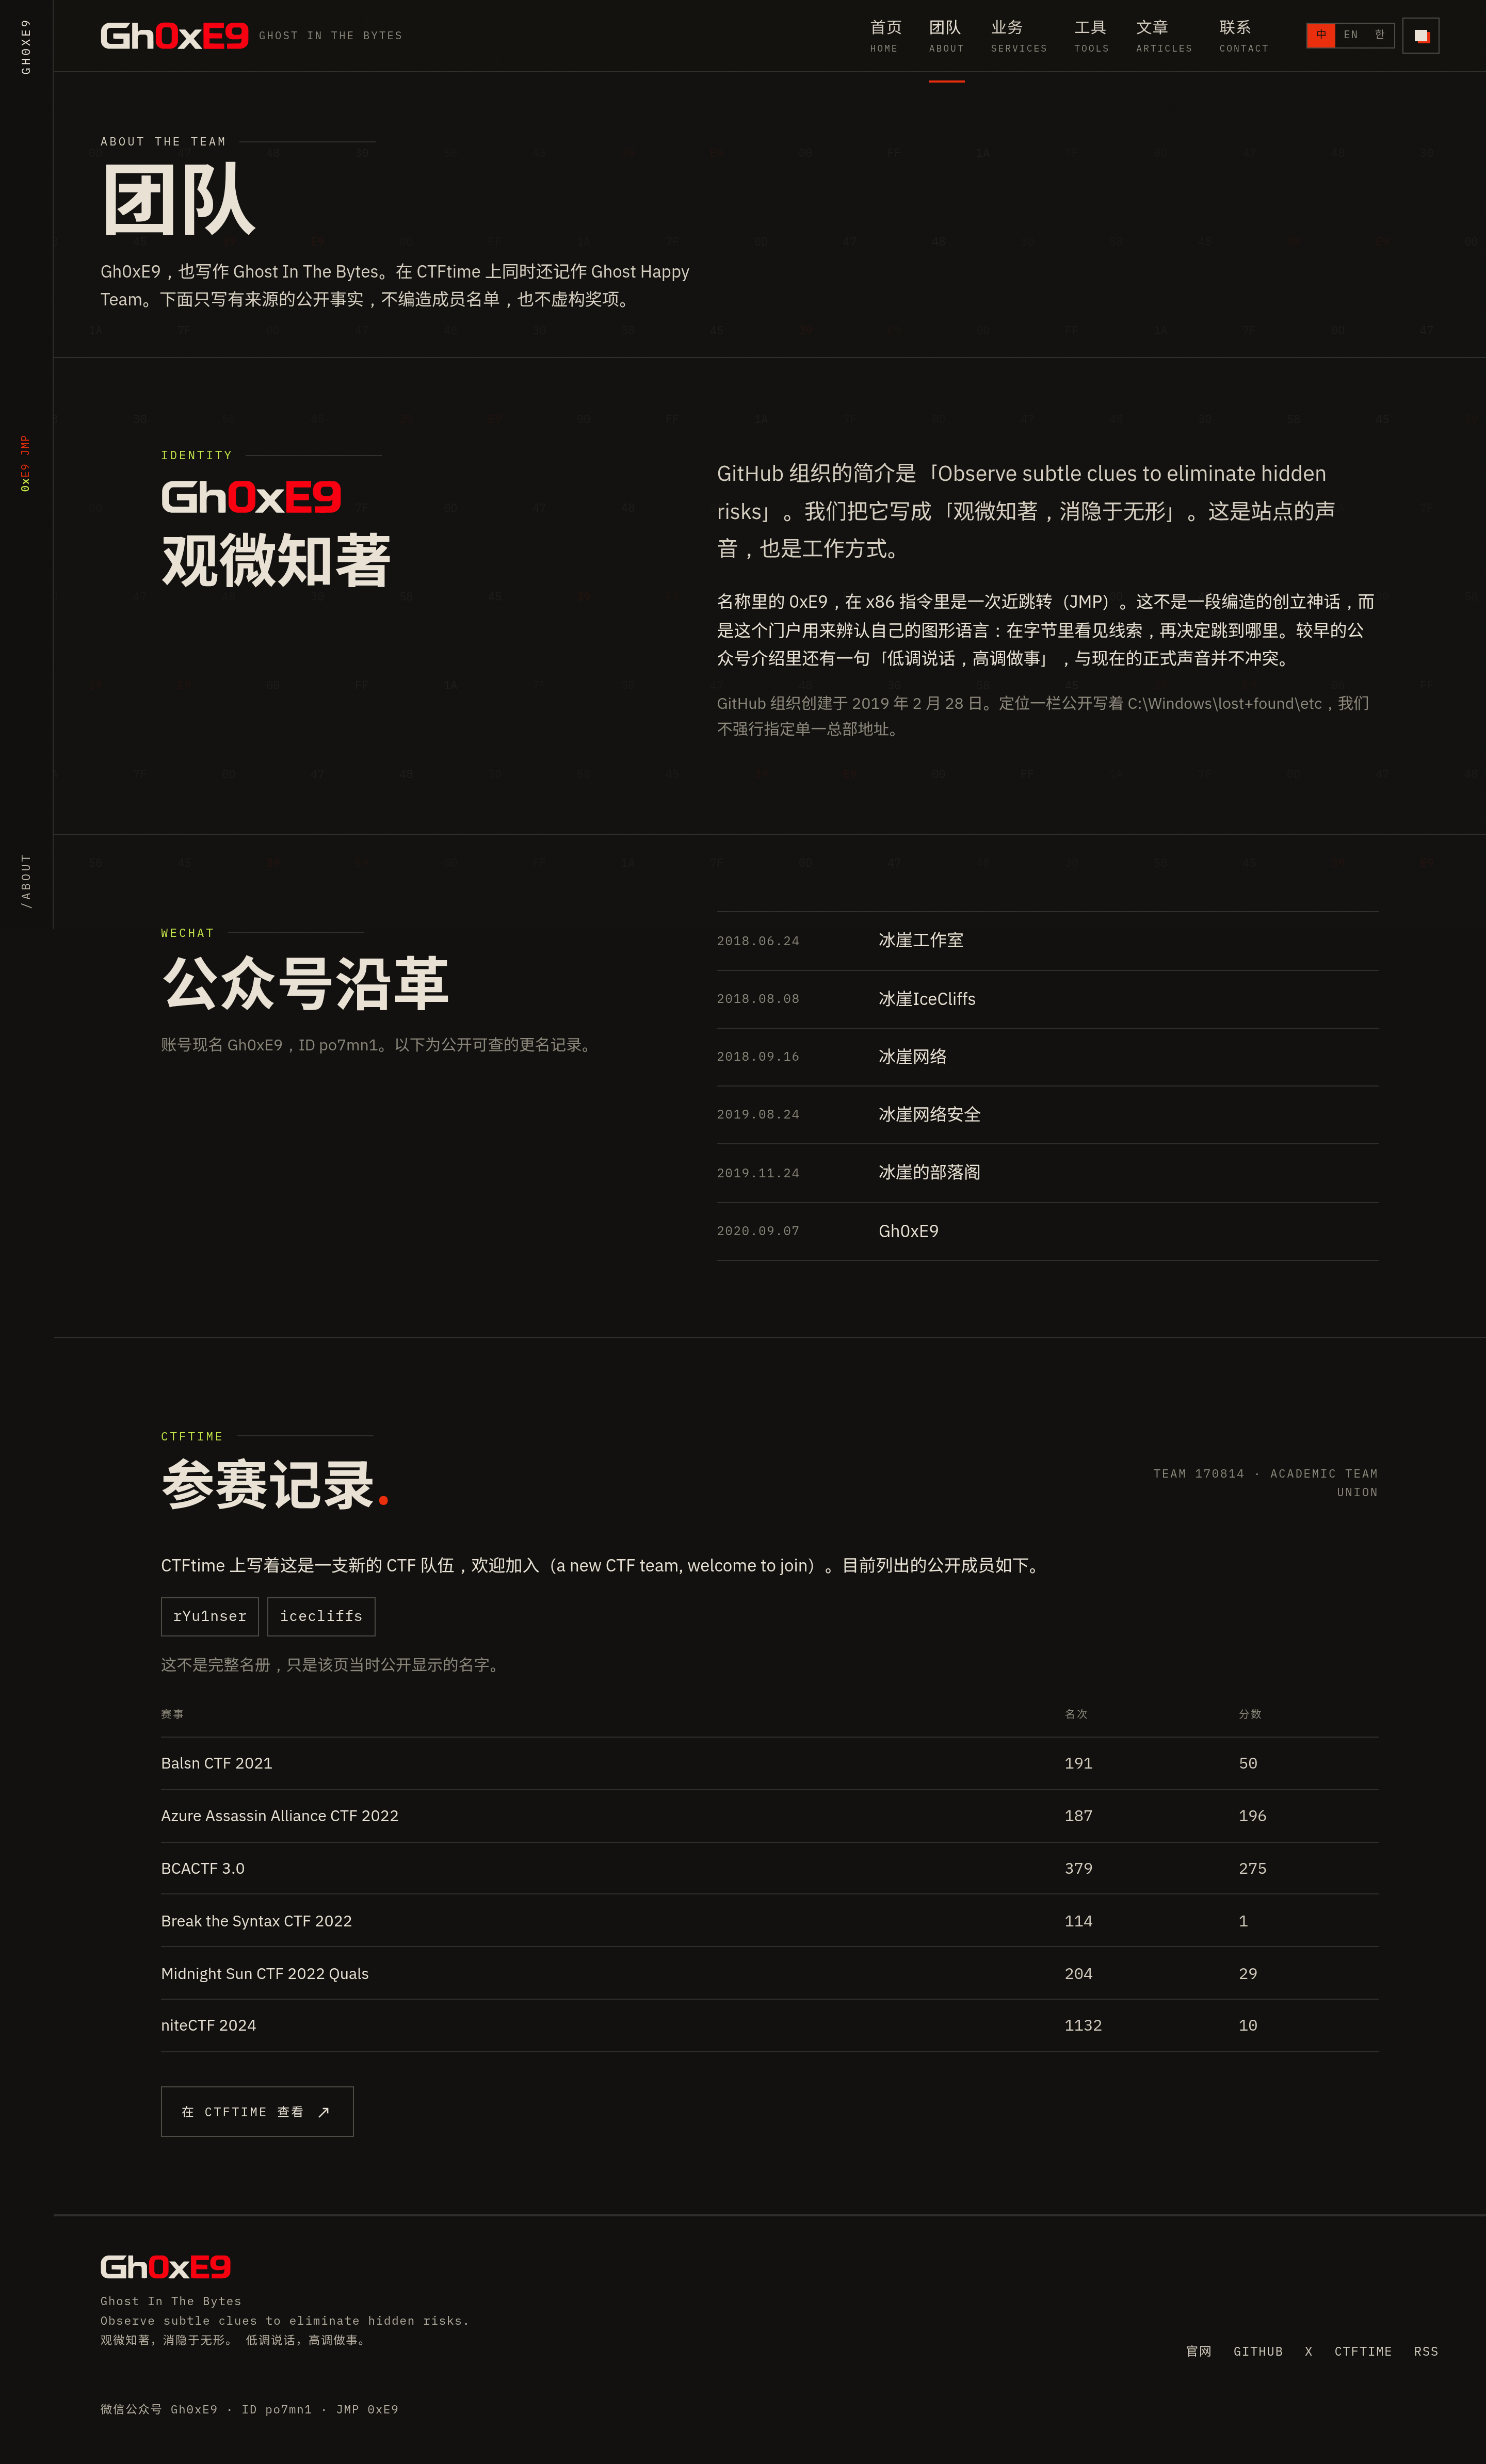 GH0XE9
0xE9 JMP
/ABOUT
Gh0xE9 GHOST IN THE BYTES
首页 团队 业务 工具 文章 联系
HOME ABOUT SERVICES TOOLS ARTICLES CONTACT
中 EN 한
ABOUT THE TEAM
团队
Gh0xE9，也写作 Ghost In The Bytes。在 CTFtime 上同时还记作 Ghost Happy
Team。下面只写有来源的公开事实，不编造成员名单，也不虚构奖项。
IDENTITY
Gh0xE9
观微知著
GitHub 组织的简介是「Observe subtle clues to eliminate hidden
risks」。我们把它写成「观微知著，消隐于无形」。这是站点的声
音，也是工作方式。
名称里的 0xE9，在 x86 指令里是一次近跳转（JMP）。这不是一段编造的创立神话，而
是这个门户用来辨认自己的图形语言：在字节里看见线索，再决定跳到哪里。较早的公
众号介绍里还有一句「低调说话，高调做事」，与现在的正式声音并不冲突。
GitHub 组织创建于 2019 年 2 月 28 日。定位一栏公开写着 C:\Windows\lost+found\etc，我们
不强行指定单一总部地址。
WECHAT
公众号沿革
账号现名 Gh0xE9，ID po7mn1。以下为公开可查的更名记录。
2018.06.24 冰崖工作室
2018.08.08 冰崖IceCliffs
2018.09.16 冰崖网络
2019.08.24 冰崖网络安全
2019.11.24 冰崖的部落阁
2020.09.07 Gh0xE9
CTFTIME
参赛记录.
TEAM 170814 · ACADEMIC TEAM
UNION
CTFtime 上写着这是一支新的 CTF 队伍，欢迎加入（a new CTF team, welcome to join）。目前列出的公开成员如下。
rYu1nser icecliffs
这不是完整名册，只是该页当时公开显示的名字。
赛事 名次 分数
Balsn CTF 2021 191 50
Azure Assassin Alliance CTF 2022 187 196
BCACTF 3.0 379 275
Break the Syntax CTF 2022 114 1
Midnight Sun CTF 2022 Quals 204 29
niteCTF 2024 1132 10
在 CTFTIME 查看 ↗
Gh0xE9
Ghost In The Bytes
Observe subtle clues to eliminate hidden risks.
观微知著，消隐于无形。 低调说话，高调做事。
官网 GITHUB X CTFTIME RSS
微信公众号 Gh0xE9 · ID po7mn1 · JMP 0xE9